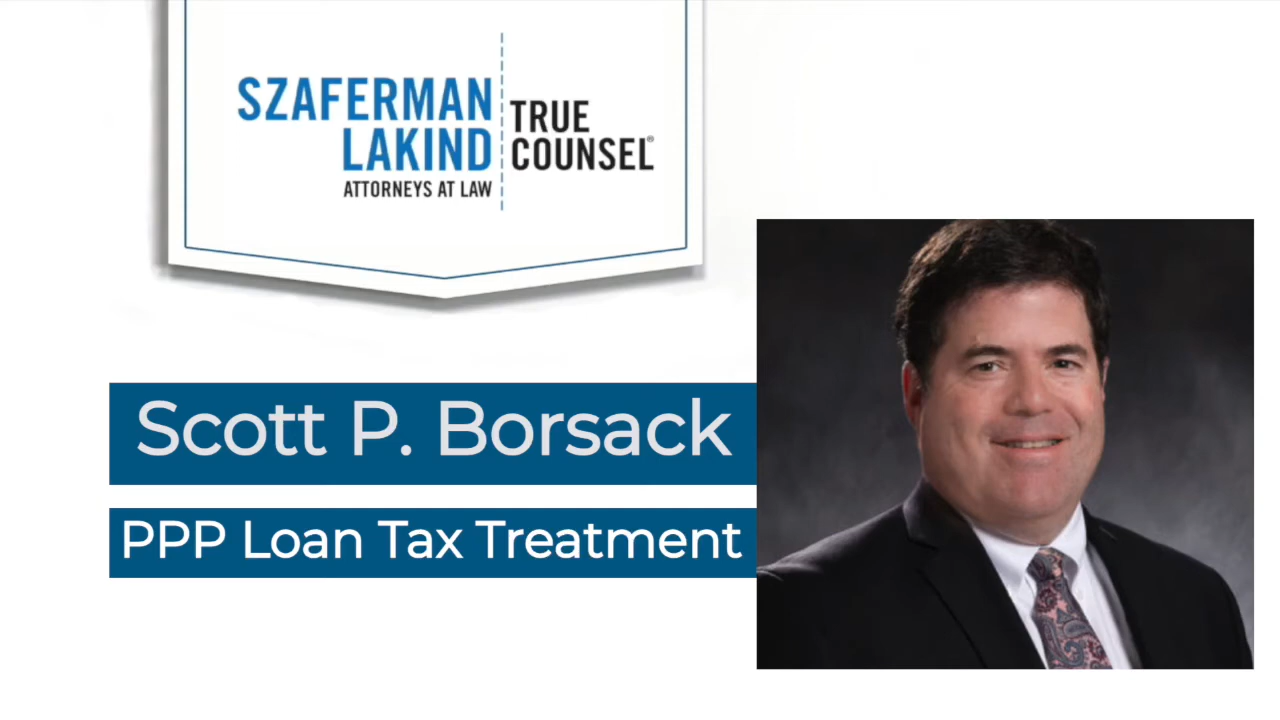 SZAFERMAN
LAKIND
ATTORNEYS AT LAW
TRUE
COUNSEL®
Scott P. Borsack
PPP Loan Tax Treatment